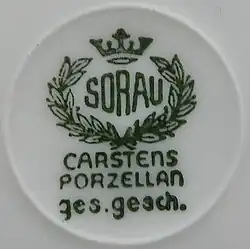 SORAU
CARSTENS
PORZELLAN
ges.gesch.